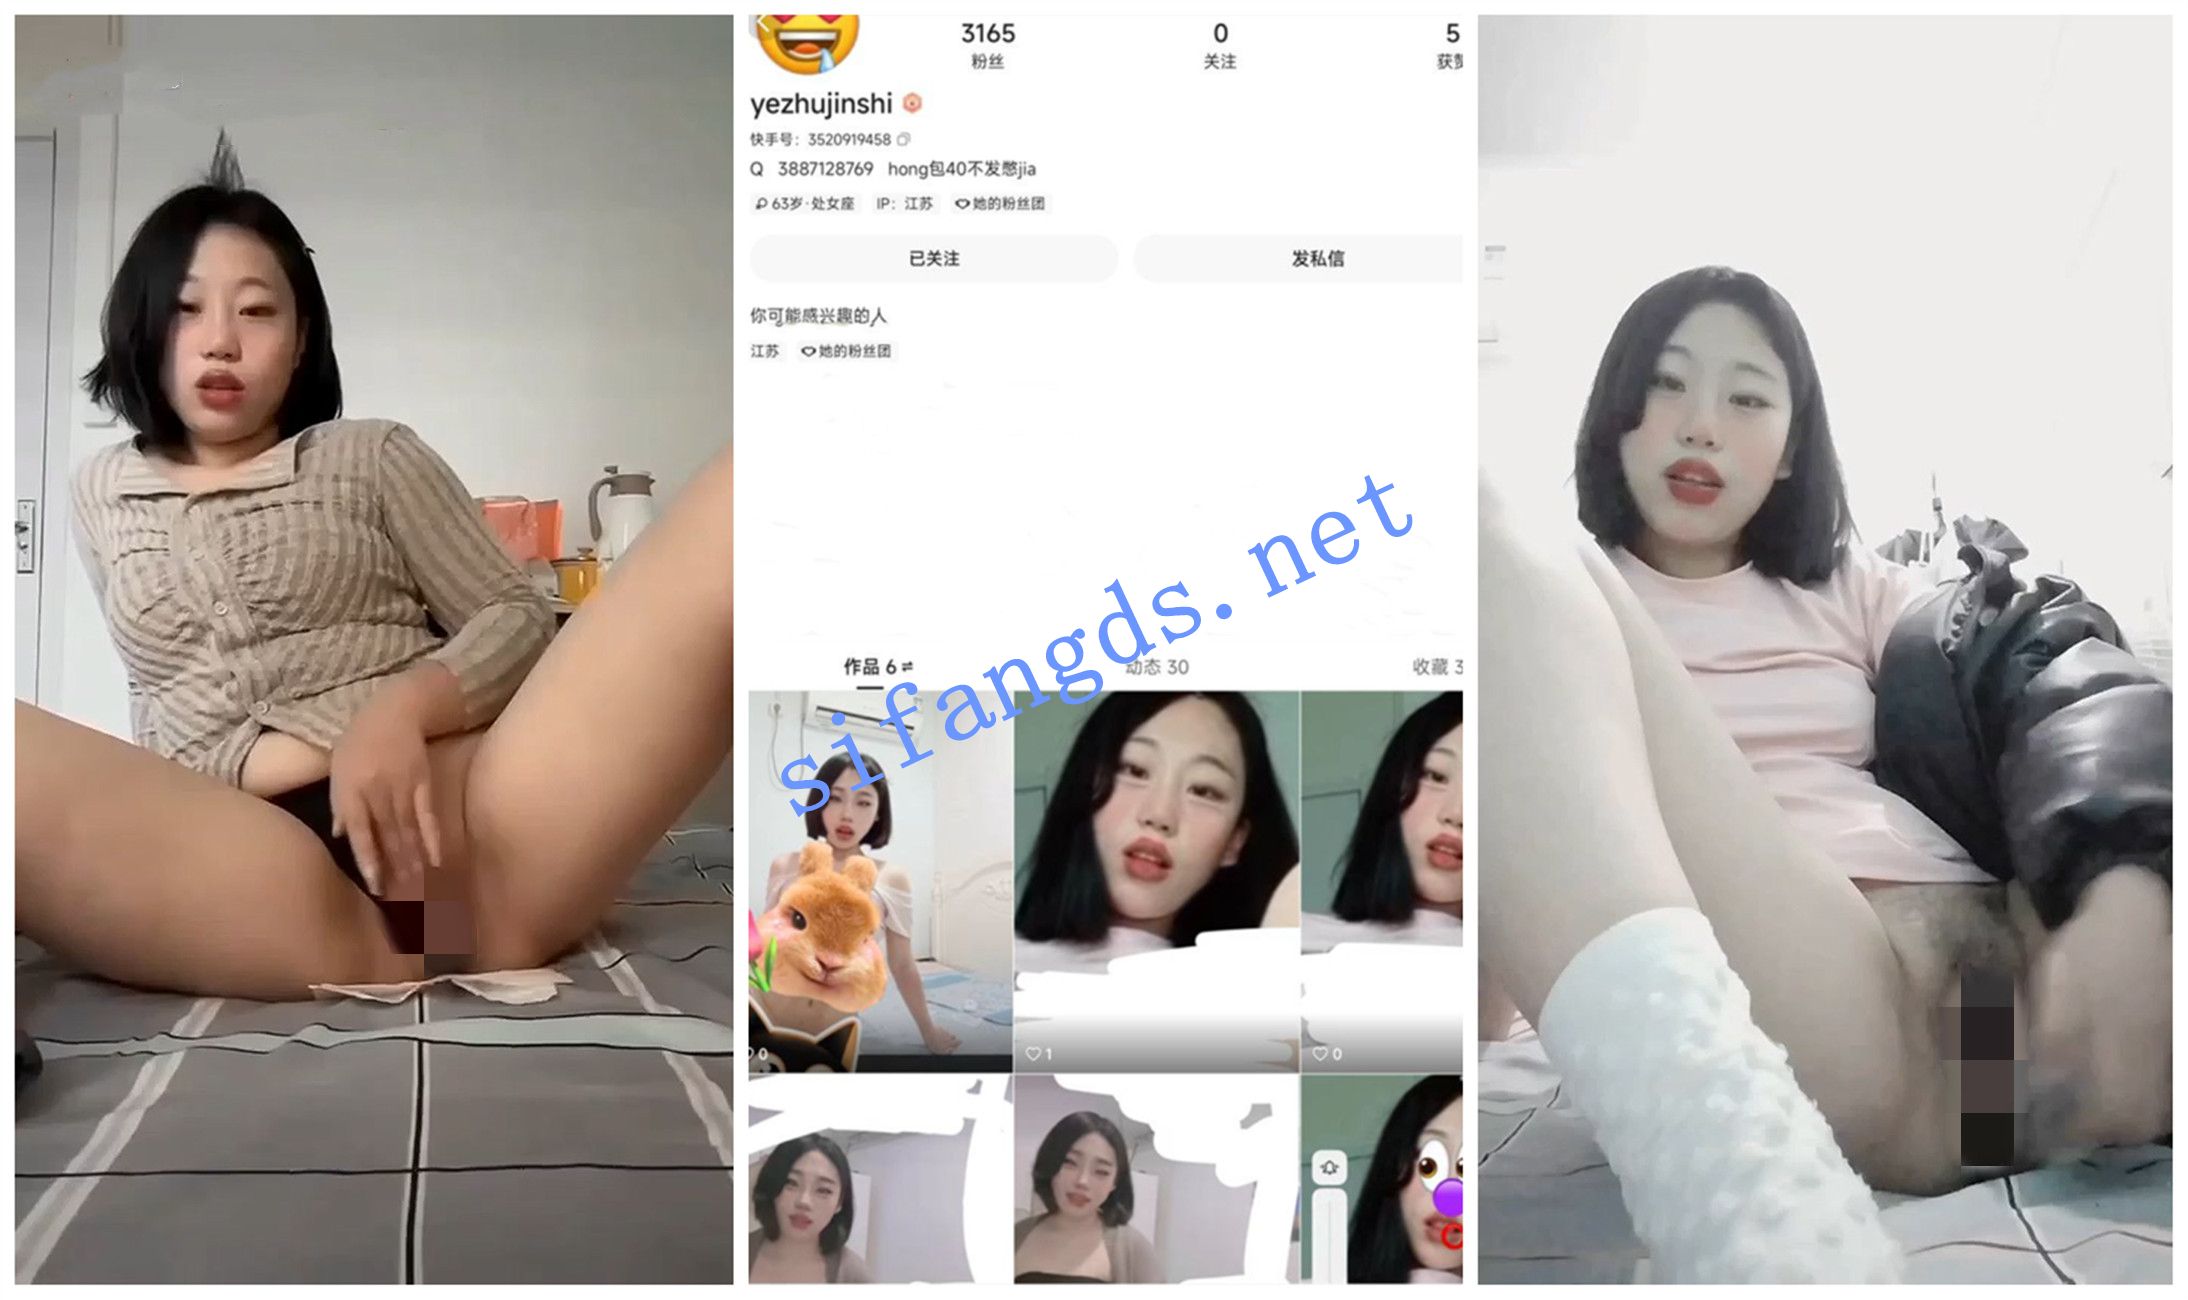 3165
0
5
粉丝
关注
yezhujinshi
快手号：3520919458
Q 3887128769 hong包40不发憋jia
63岁·处女座 IP：江苏 她的粉丝团
已关注
发私信
你可能感兴趣的人
江苏 她的粉丝团
sifangds.net
作品 6
动态 30
收藏 3
0
1
0